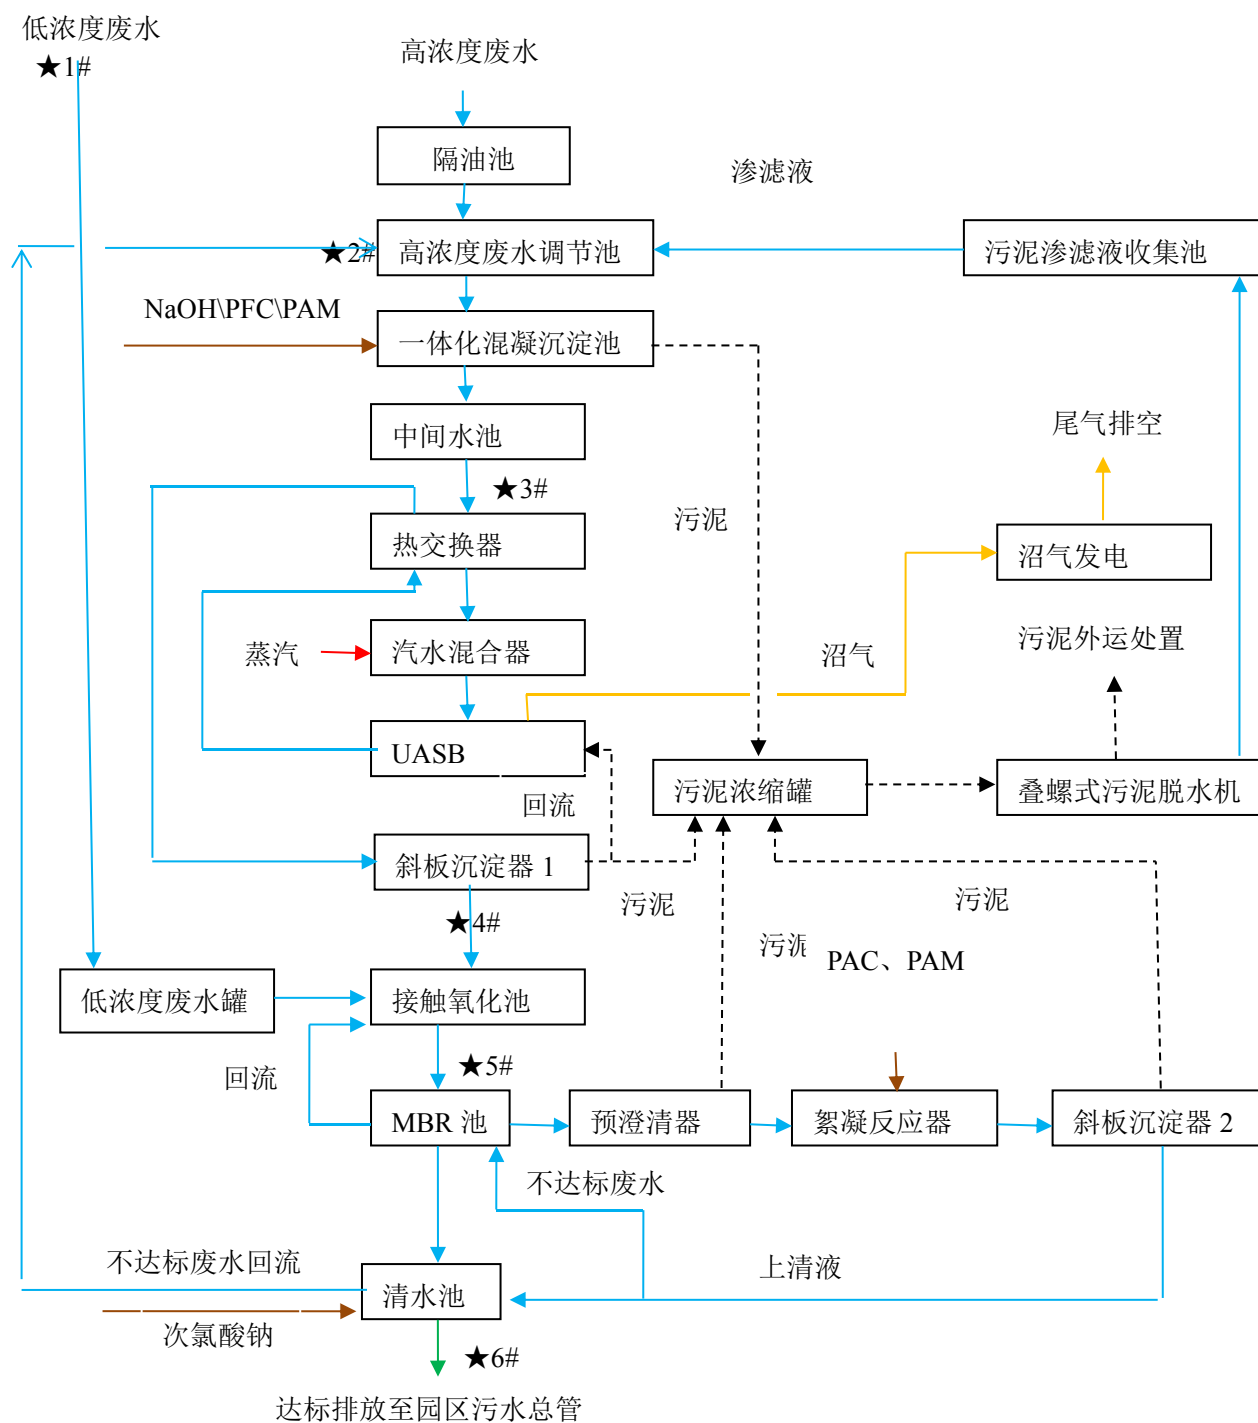 低浓度废水
★1#
高浓度废水
隔油池
渗滤液
★2#
高浓度废水调节池
污泥渗滤液收集池
NaOH\PFC\PAM
一体化混凝沉淀池
中间水池
尾气排空
★3#
污泥
热交换器
沼气发电
蒸汽
汽水混合器
沼气
污泥外运处置
UASB
回流
污泥浓缩罐
叠螺式污泥脱水机
斜板沉淀器 1
污泥
污泥
★4#
污泥
PAC、PAM
低浓度废水罐
接触氧化池
回流
★5#
MBR 池
预澄清器
絮凝反应器
斜板沉淀器 2
不达标废水
不达标废水回流
上清液
清水池
次氯酸钠
★6#
达标排放至园区污水总管